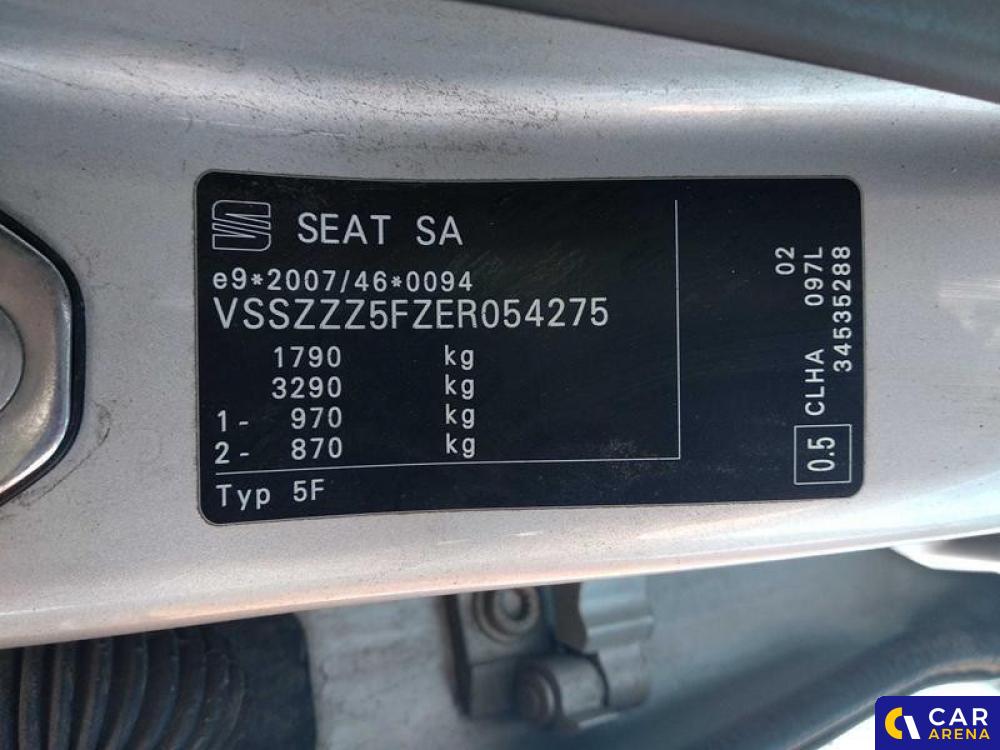 SEAT SA
e9*2007/46*0094
VSSZZZ5FZER054275
1790 kg
3290 kg
1- 970 kg
2- 870 kg
Typ 5F
02
0.5 CLHA 097L
34535288
CAR
ARENA